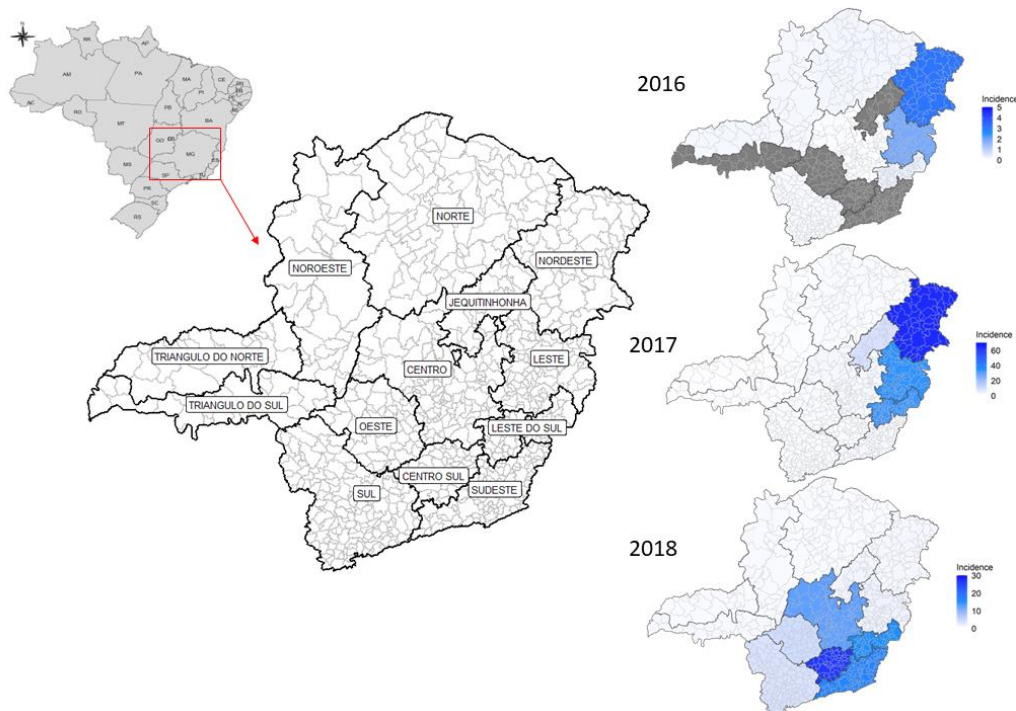 N
RR
AP
AM
PA
MA
CE
RN
PI
AC
RO
BA
MT
GO
MG
ES
MS
SP
RJ
PR
SC
RS
NORTE
NOROESTE
NORDESTE
JEQUITINHONHA
TRIANGULO DO NORTE
LESTE
CENTRO
TRIANGULO DO SUL
OESTE
LESTE DO SUL
CENTRO SUL
SUDESTE
SUL
2016
Incidence
5
4
3
2
1
0
2017
Incidence
60
40
20
0
2018
Incidence
30
20
10
0